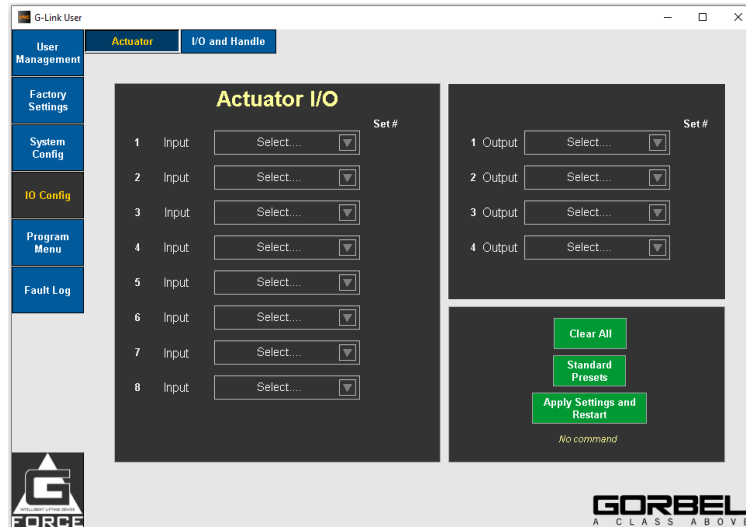 G-Link User
User
Management
Factory
Settings
System
Config
IO Config
Program
Menu
Fault Log
Actuator
I/O and Handle
Actuator I/O
Set #
1 Input Select....
2 Input Select....
3 Input Select....
4 Input Select....
5 Input Select....
6 Input Select....
7 Input Select....
8 Input Select....
Set #
1 Output Select....
2 Output Select....
3 Output Select....
4 Output Select....
Clear All
Standard
Presets
Apply Settings and
Restart
No command
G
INTELLIGENT LIFTING DEVICE
FORCE
GORBEL
A CLASS ABOVE